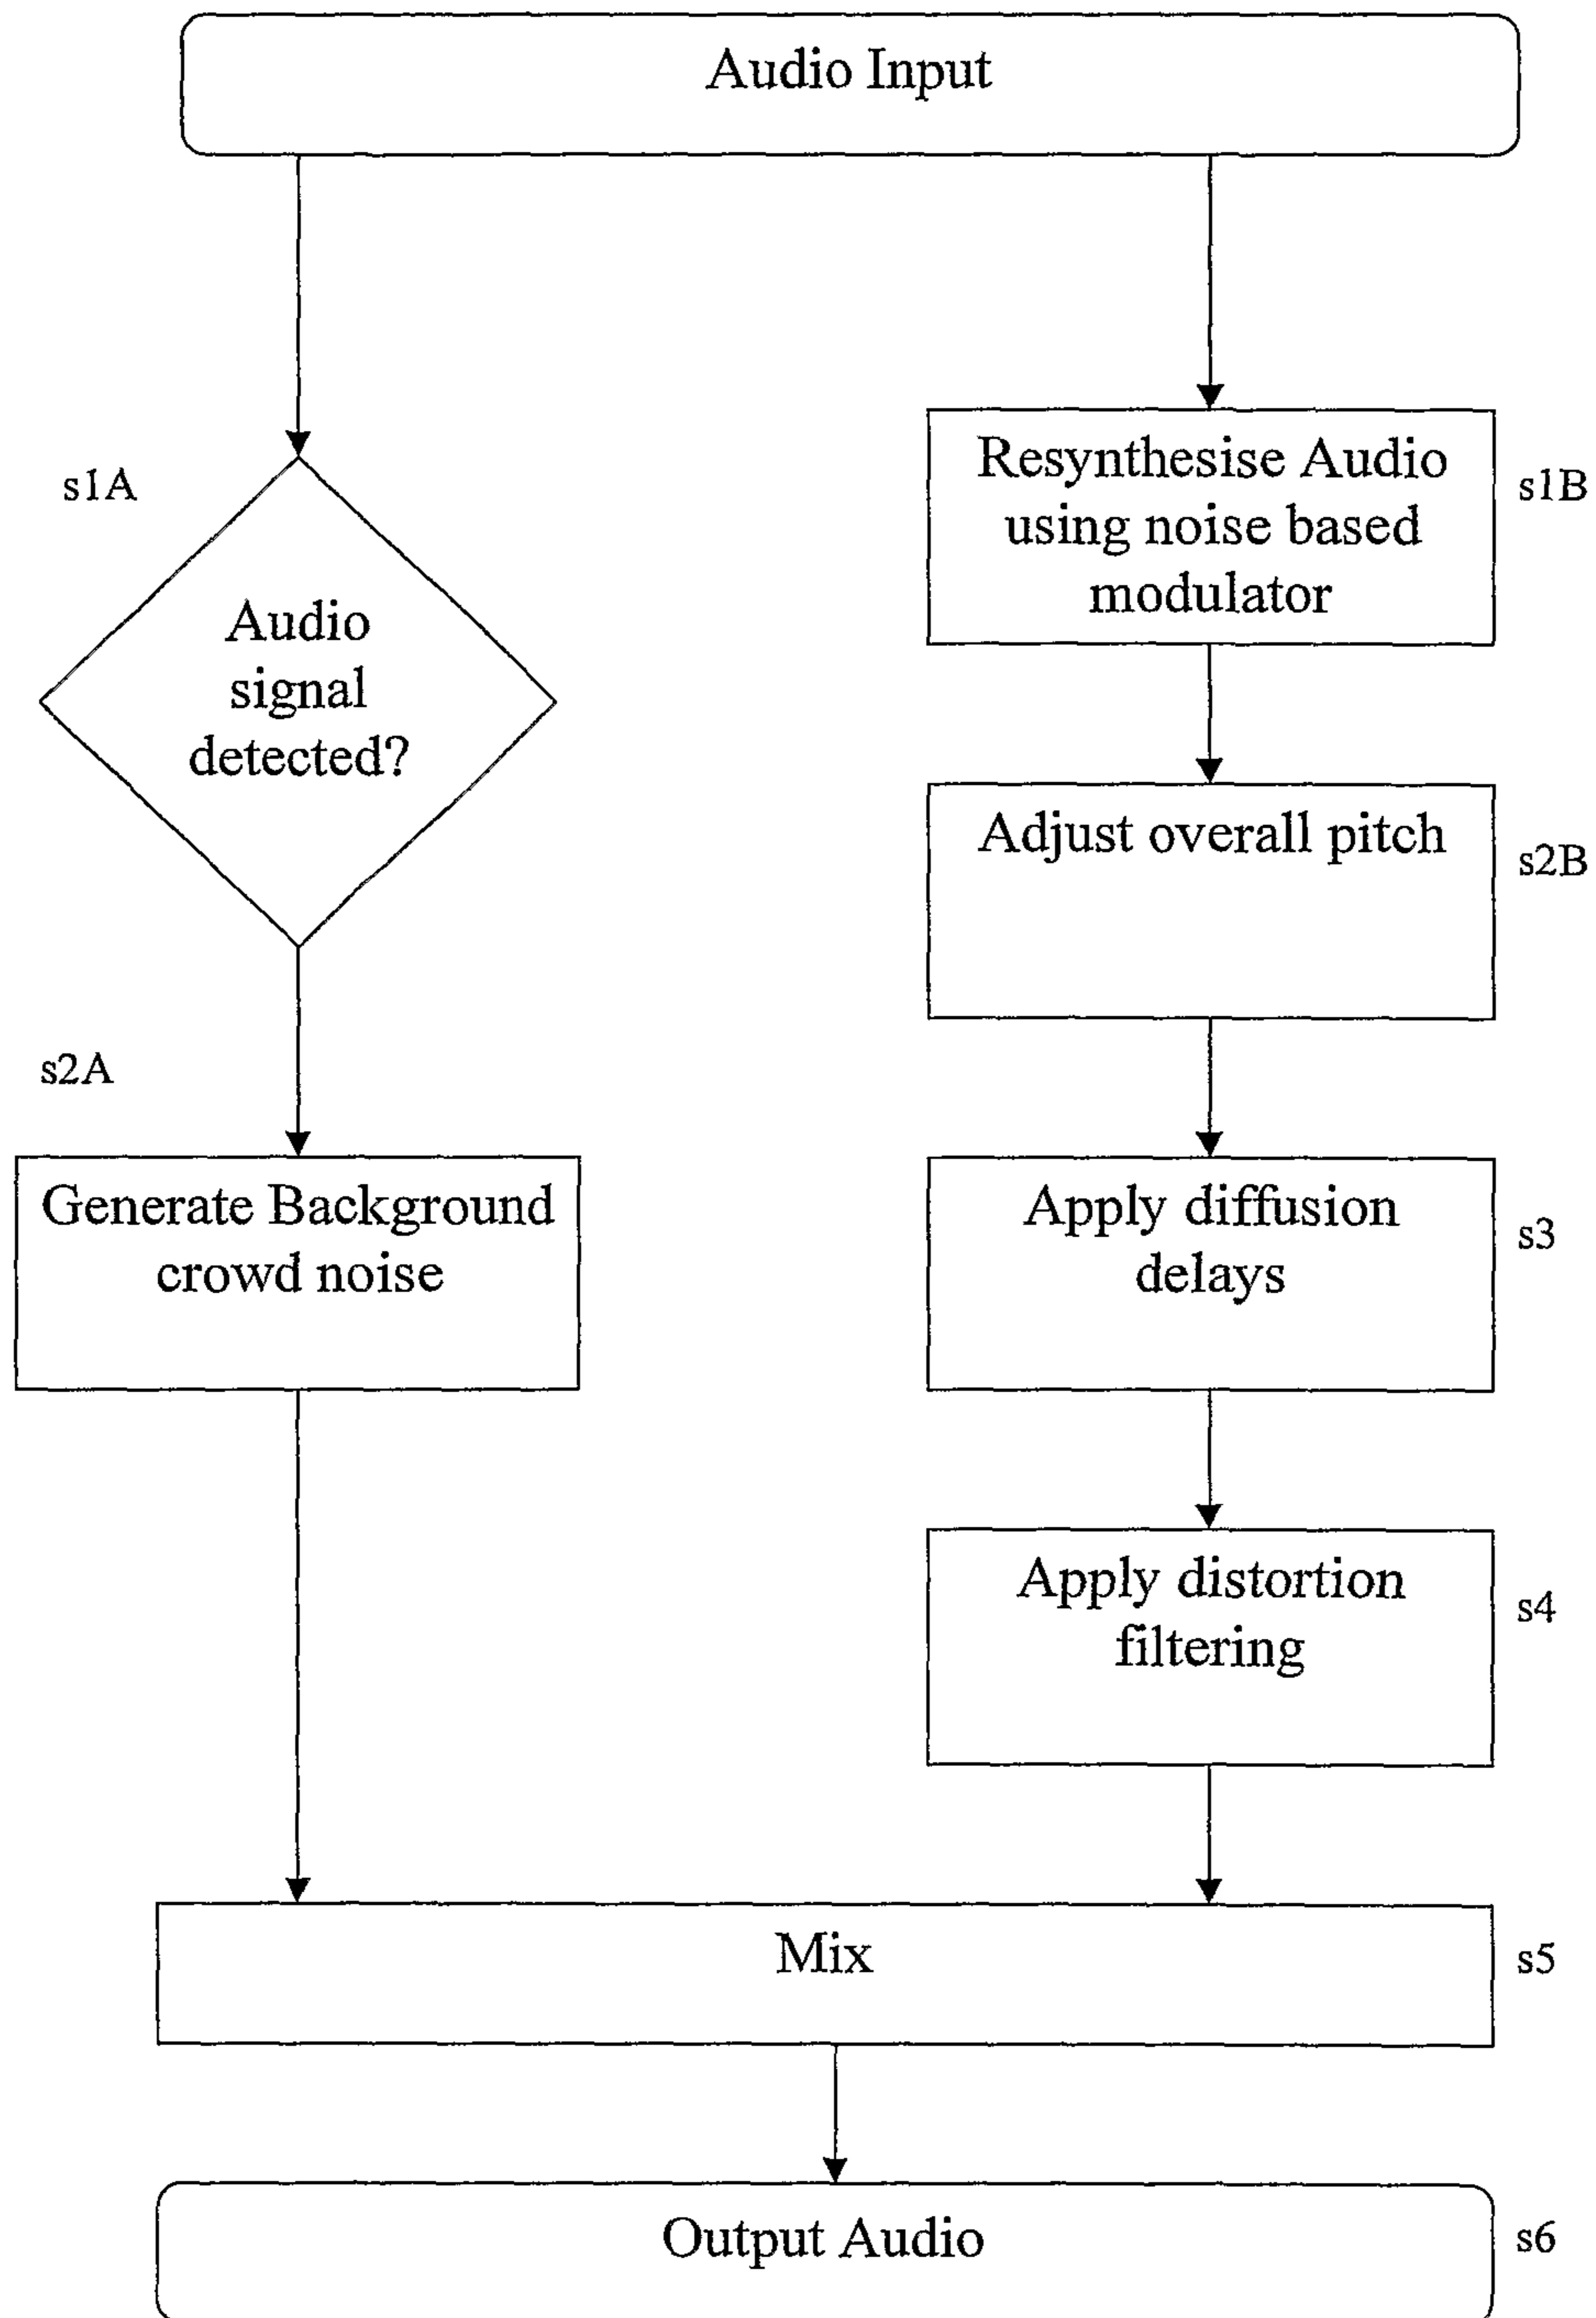 Audio Input
s1A
Audio
signal
detected?
s2A
Generate Background
crowd noise
Resynthesise Audio
using noise based
modulator
s1B
Adjust overall pitch
s2B
Apply diffusion
delays
s3
Apply distortion
filtering
s4
Mix
s5
Output Audio
s6